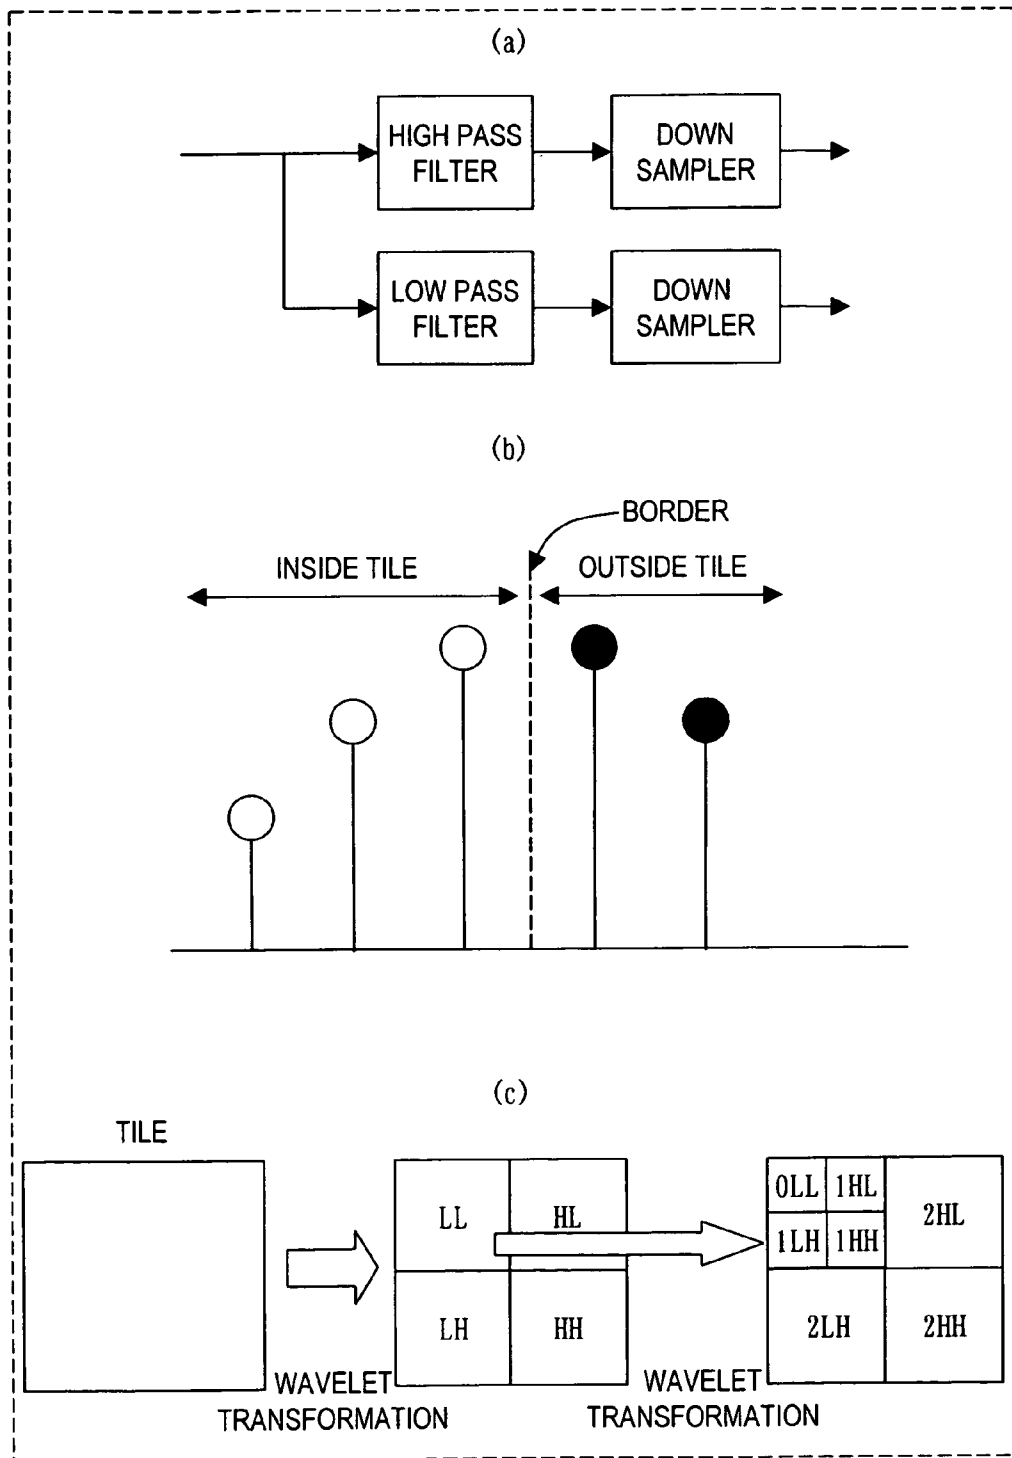 (a)
HIGH PASS
FILTER
DOWN
SAMPLER
LOW PASS
FILTER
DOWN
SAMPLER
(b)
BORDER
INSIDE TILE
OUTSIDE TILE
(c)
TILE
LL
HL
LH
HH
0LL
1HL
1LH
1HH
2HL
2LH
2HH
WAVELET
TRANSFORMATION
WAVELET
TRANSFORMATION